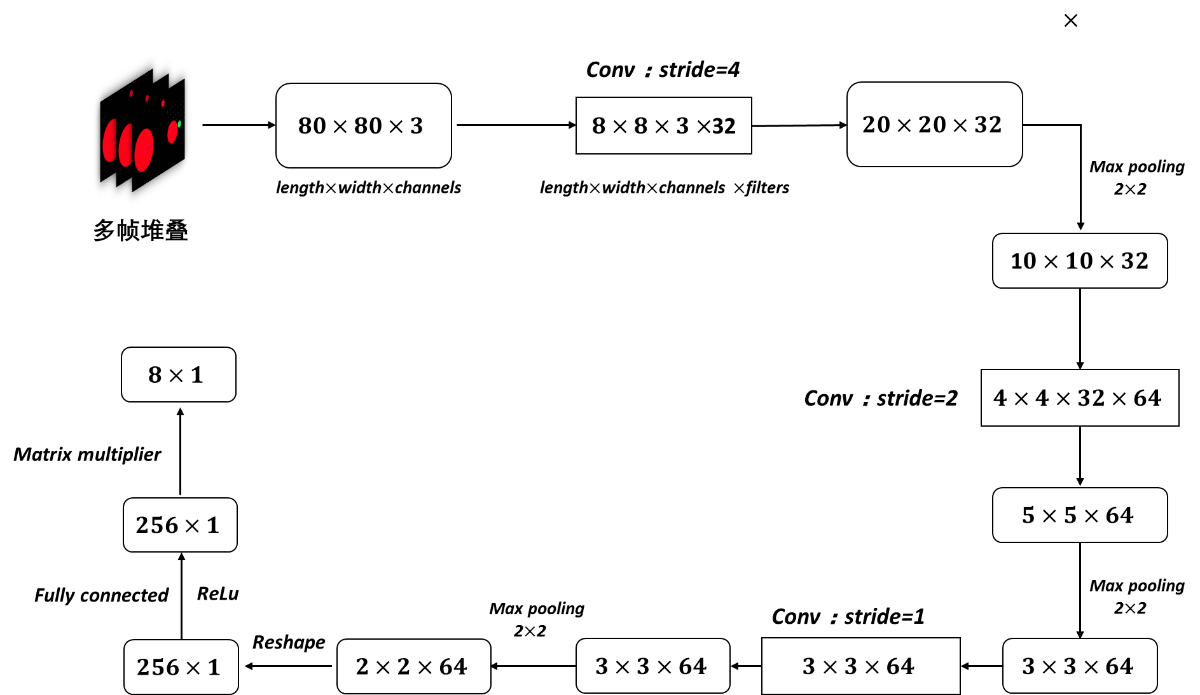 ×
Conv：stride=4
80×80×3
8×8×3×32
20×20×32
length×width×channels
length×width×channels ×filters
Max pooling
2×2
多帧堆叠
10×10×32
Conv：stride=2
4×4×32×64
5×5×64
Max pooling
2×2
3×3×64
Conv：stride=1
3×3×64
3×3×64
Max pooling
2×2
2×2×64
Reshape
256×1
Fully connected
ReLu
256×1
Matrix multiplier
8×1